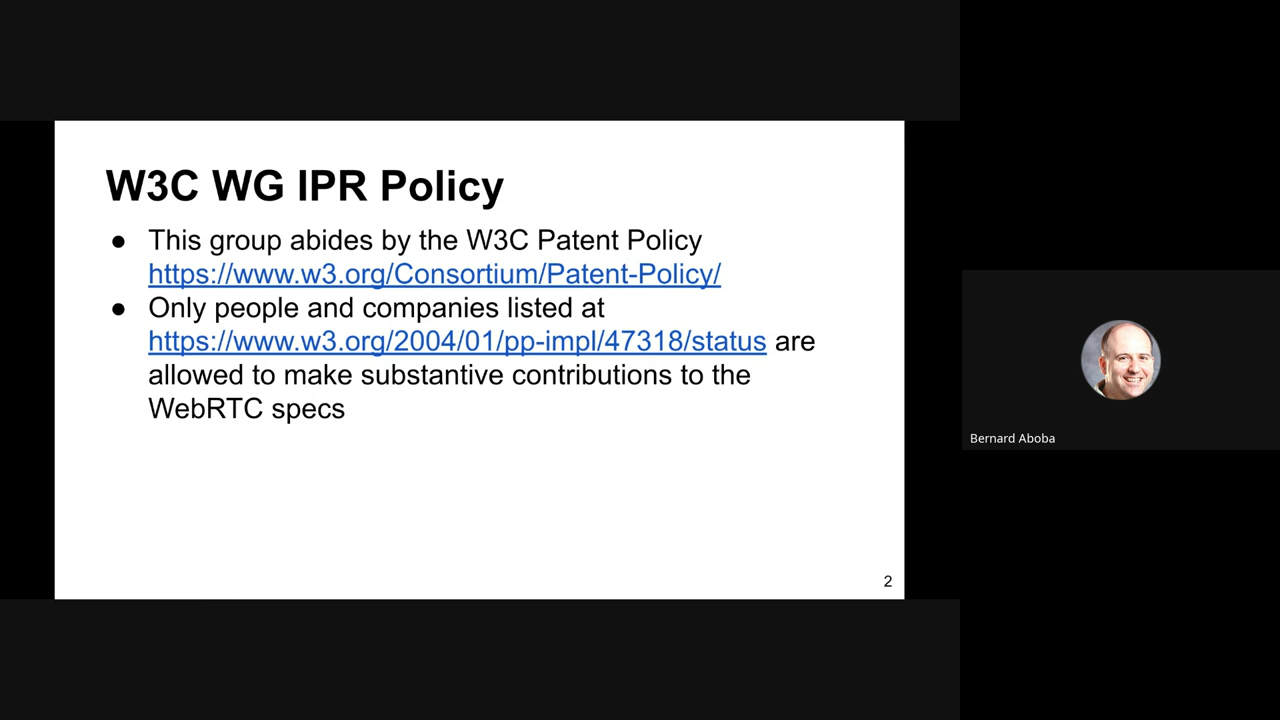 W3C WG IPR Policy
● This group abides by the W3C Patent Policy
https://www.w3.org/Consortium/Patent-Policy/
● Only people and companies listed at
https://www.w3.org/2004/01/pp-impl/47318/status are
allowed to make substantive contributions to the
WebRTC specs
2
Bernard Aboba